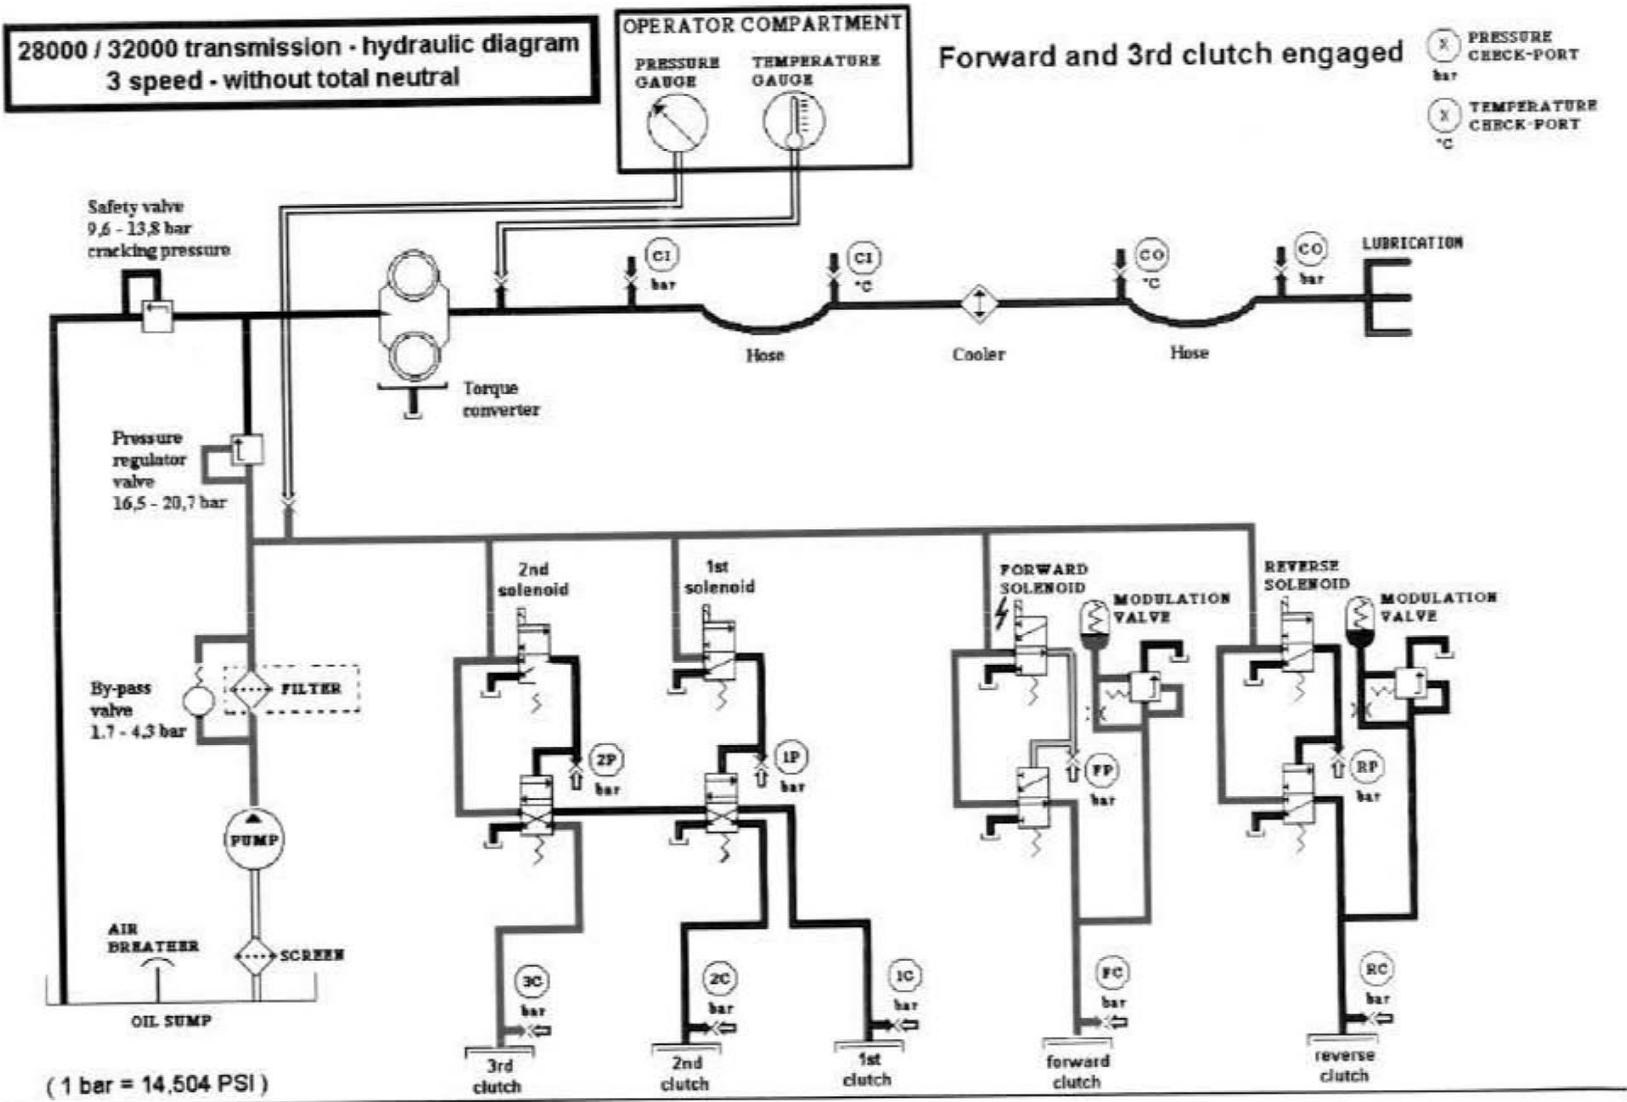 28000 / 32000 transmission - hydraulic diagram
3 speed - without total neutral
OPERATOR COMPARTMENT
PRESSURE
GAUGE
TEMPERATURE
GAUGE
Forward and 3rd clutch engaged
X
bar
PRESSURE
CHECK-PORT
X
°C
TEMPERATURE
CHECK-PORT
Safety valve
9,6 - 13,8 bar
cracking pressure
CI
bar
CI
°C
CO
°C
CO
bar
LUBRICATION
Hose
Cooler
Hose
Torque
converter
Pressure
regulator
valve
16,5 - 20,7 bar
2nd
solenoid
1st
solenoid
FORWARD
SOLENOID
MODULATION
VALVE
REVERSE
SOLENOID
MODULATION
VALVE
By-pass
valve
1.7 - 4,3 bar
FILTER
2P
bar
1P
bar
FP
bar
RP
bar
PUMP
AIR
BREATHER
SCREEN
OIL SUMP
3C
bar
2C
bar
1C
bar
FC
bar
RC
bar
3rd
clutch
2nd
clutch
1st
clutch
forward
clutch
reverse
clutch
( 1 bar = 14,504 PSI )